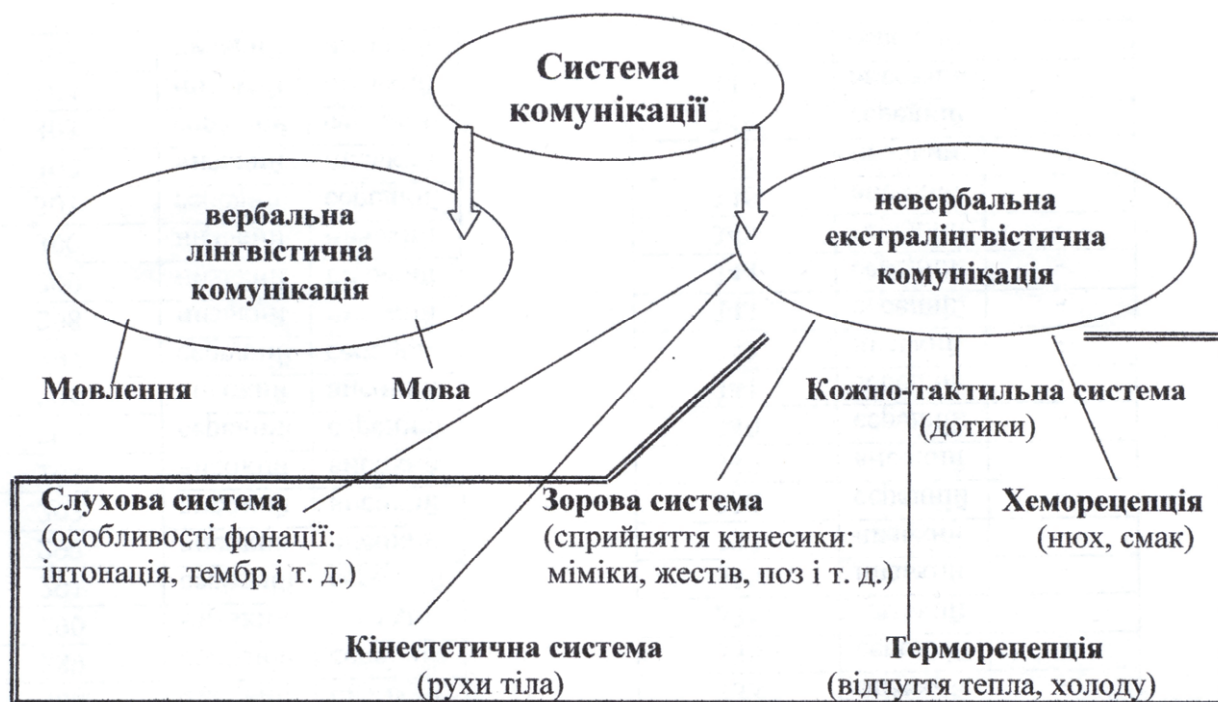 Система
комунікації
вербальна
лінгвістична
комунікація
невербальна
екстралінгвістична
комунікація
Мовлення
Мова
Кожно-тактильна система
(дотики)
Слухова система
(особливості фонації:
інтонація, тембр і т. д.)
Зорова система
(сприйняття кинесики:
міміки, жестів, поз і т. д.)
Хеморецепція
(нюх, смак)
Кінестетична система
(рухи тіла)
Терморецепція
(відчуття тепла, холоду)